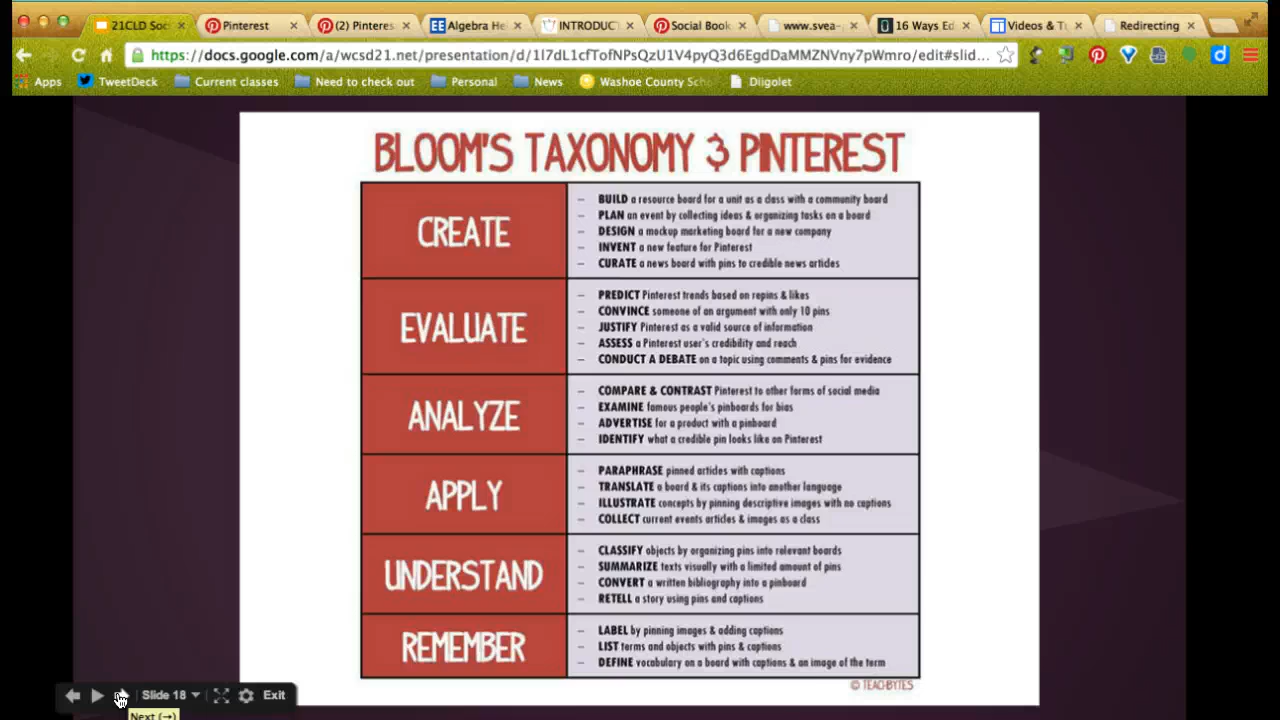 21CLD Soc
Pinterest
(2) Pinteres
Algebra He
INTRODUCT
Social Book
www.svea-
16 Ways Ed
Videos & Tu
Redirecting
https://docs.google.com/a/wcsd21.net/presentation/d/1l7dL1cfTofNPsQzU1V4pyQ3d6EgdDaMMZNVny7pWmro/edit#slid...
Apps
TweetDeck
Current classes
Need to check out
Personal
News
Washoe County Sch
Diigolet
BLOOM'S TAXONOMY & PINTEREST
CREATE
– BUILD a resource board for a unit as a class with a community board
– PLAN an event by collecting ideas & organizing tasks on a board
– DESIGN a mockup marketing board for a new company
– INVENT a new feature for Pinterest
– CURATE a news board with pins to credible news articles
EVALUATE
– PREDICT Pinterest trends based on repins & likes
– CONVINCE someone of an argument with only 10 pins
– JUSTIFY Pinterest as a valid source of information
– ASSESS a Pinterest user's credibility and reach
– CONDUCT A DEBATE on a topic using comments & pins for evidence
ANALYZE
– COMPARE & CONTRAST Pinterest to other forms of social media
– EXAMINE famous people's pinboards for bias
– ADVERTISE for a product with a pinboard
– IDENTIFY what a credible pin looks like on Pinterest
APPLY
– PARAPHRASE pinned articles with captions
– TRANSLATE a board & its captions into another language
– ILLUSTRATE concepts by pinning descriptive images with no captions
– COLLECT current events articles & images as a class
UNDERSTAND
– CLASSIFY objects by organizing pins into relevant boards
– SUMMARIZE texts visually with a limited amount of pins
– CONVERT a written bibliography into a pinboard
– RETELL a story using pins and captions
REMEMBER
– LABEL by pinning images & adding captions
– LIST terms and objects with pins & captions
– DEFINE vocabulary on a board with captions & an image of the term
© TEACHBYTES
Slide 18
Exit
Next (→)